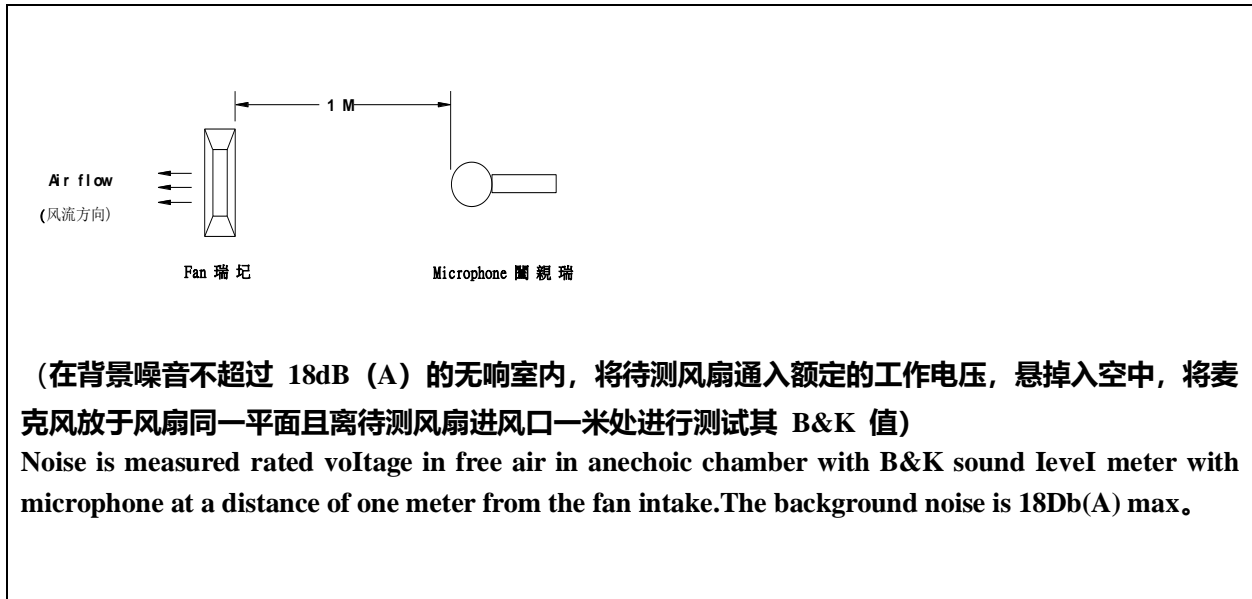 1 M
Air flow
(风流方向)
Fan 瑞 圮
Microphone 闔 親 瑞
（在背景噪音不超过 18dB（A）的无响室内，将待测风扇通入额定的工作电压，悬掉入空中，将麦
克风放于风扇同一平面且离待测风扇进风口一米处进行测试其 B&K 值)
Noise is measured rated voItage in free air in anechoic chamber with B&K sound IeveI meter with
microphone at a distance of one meter from the fan intake.The background noise is 18Db(A) max。